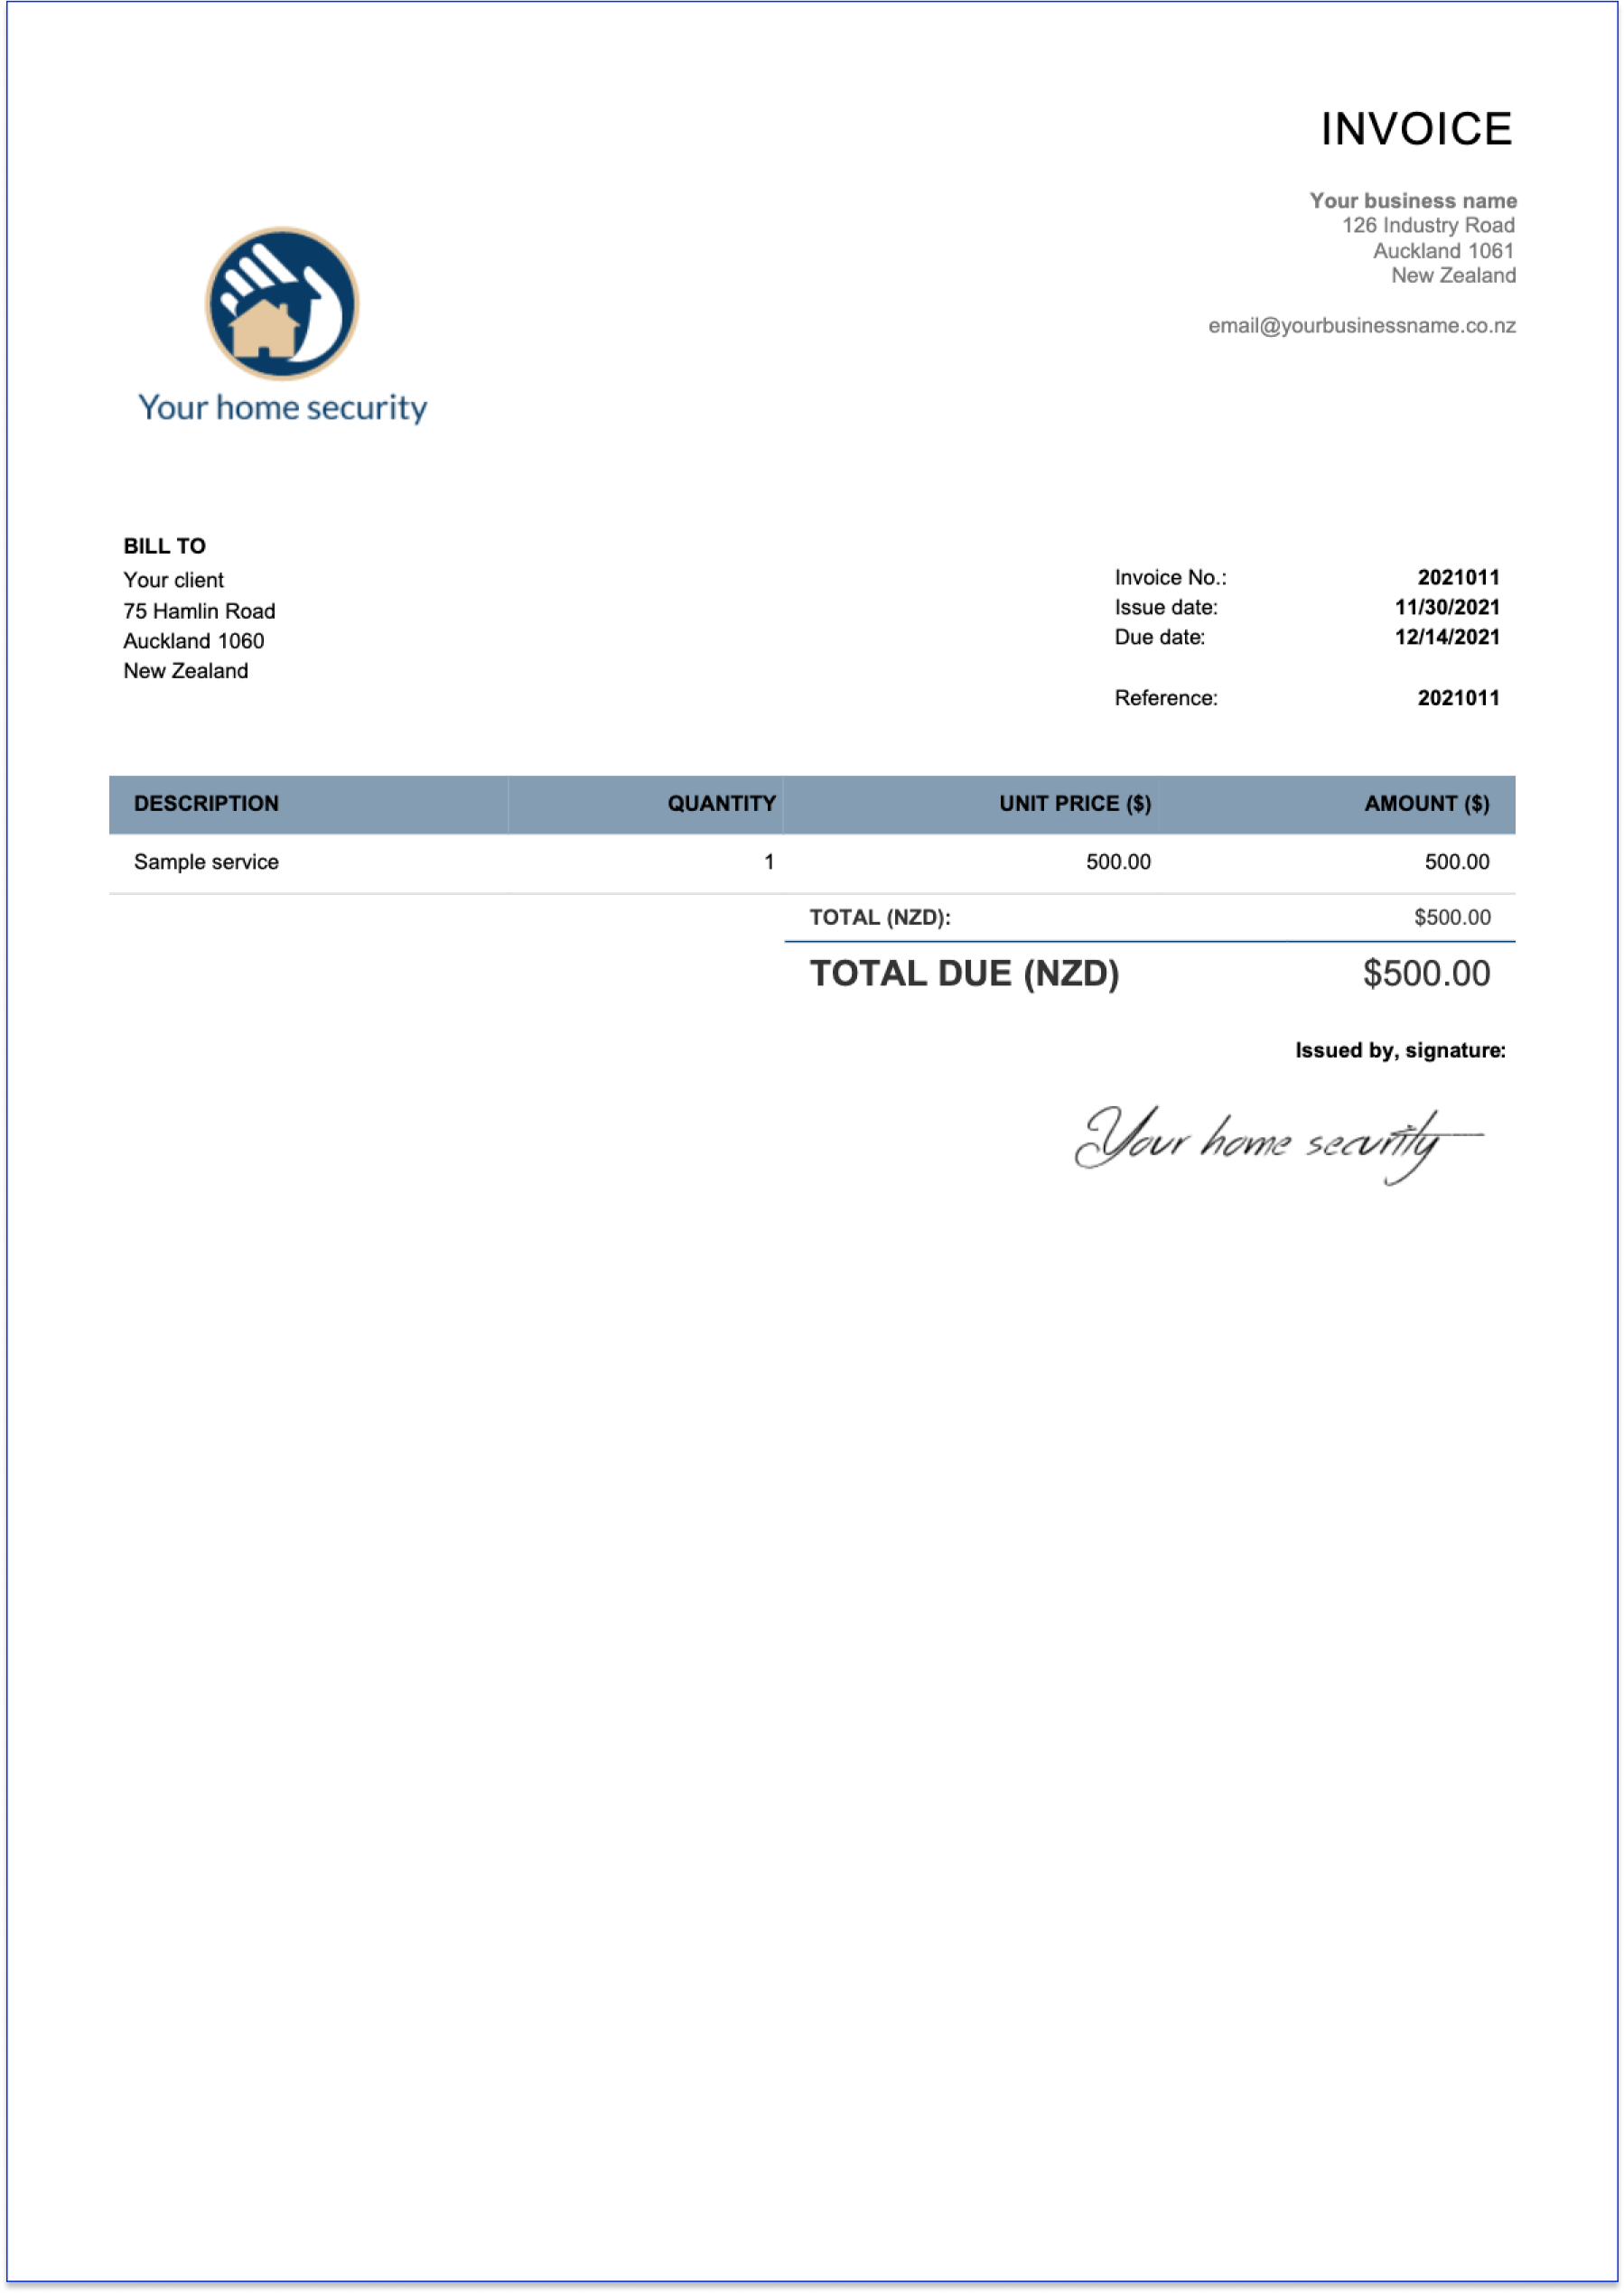 INVOICE
Your business name
126 Industry Road
Auckland 1061
New Zealand
email@yourbusinessname.co.nz
Your home security
BILL TO
Your client
75 Hamlin Road
Auckland 1060
New Zealand
Invoice No.: 2021011
Issue date: 11/30/2021
Due date: 12/14/2021
Reference: 2021011
DESCRIPTION QUANTITY UNIT PRICE ($) AMOUNT ($)
Sample service 1 500.00 500.00
TOTAL (NZD): $500.00
TOTAL DUE (NZD) $500.00
Issued by, signature:
Your home security